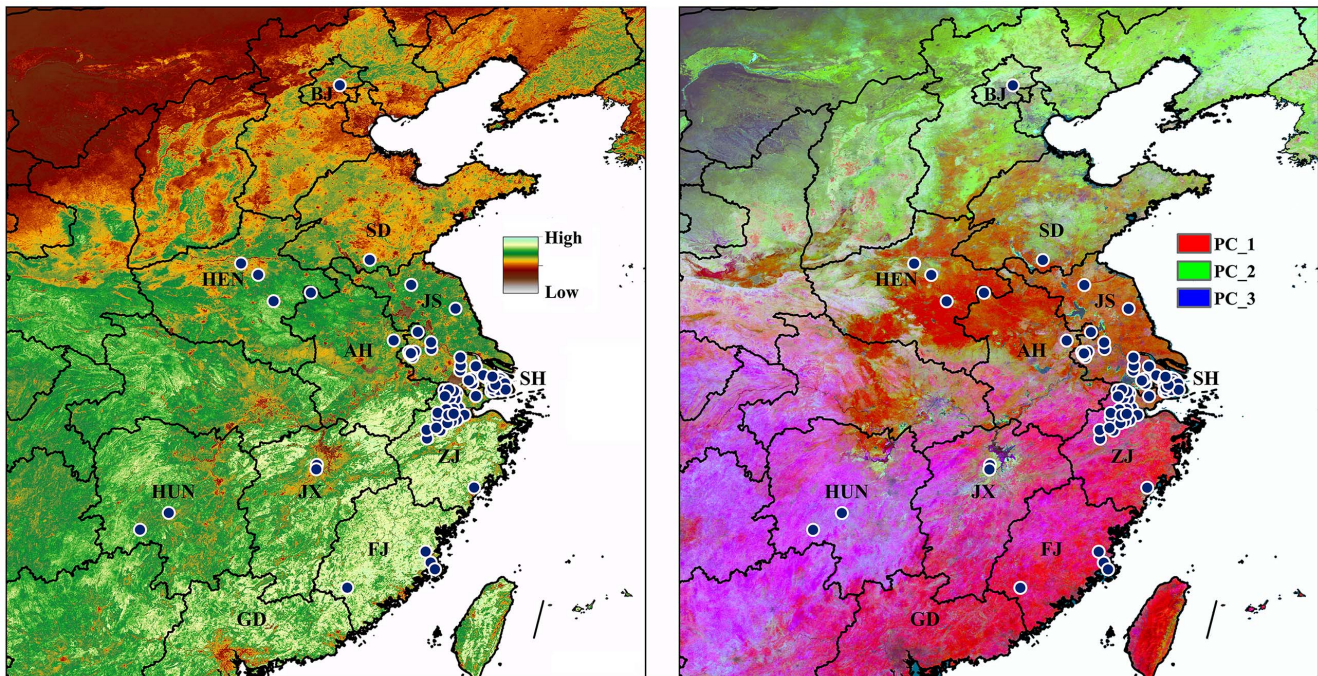 BJ
SD
High
Low
HEN
JS
AH
SH
ZJ
HUN
JX
FJ
GD
BJ
SD
PC_1
PC_2
PC_3
HEN
JS
AH
SH
ZJ
HUN
JX
FJ
GD